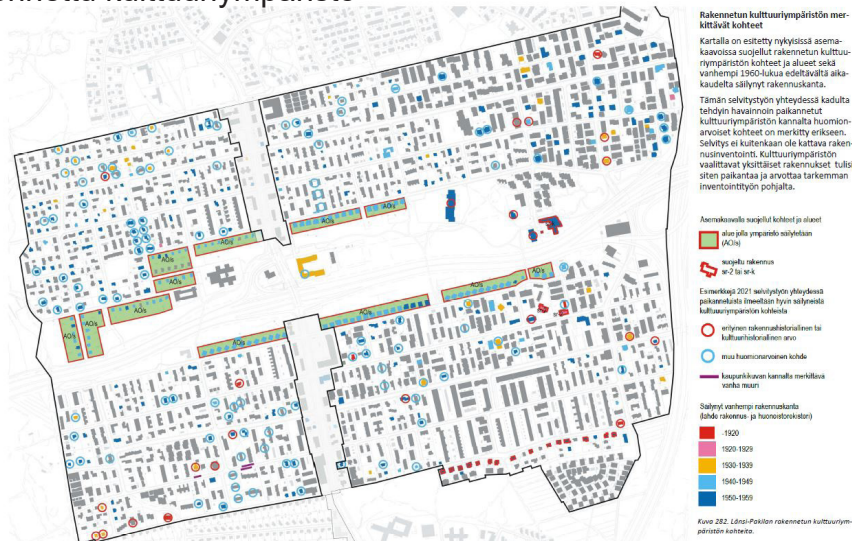 Rakennetun kulttuuriympäristön mer-
kittävät kohteet
Kartalla on esitetty nykyisissä asema-
kaavoissa suojellut rakennetun kulttuu-
riympäristön kohteet ja alueet sekä
vanhempi 1960-lukua edeltävältä aika-
kaudelta säilynyt rakennuskanta.
Tämän selvitystyön yhteydessä kadulta
tehdyin havainnoin paikannetut
kulttuuriympäristön kannalta huomion-
arvoiset kohteet on merkitty erikseen.
Selvitys ei kuitenkaan ole kattava raken-
nusinventointi. Kulttuuriympäristön
vaalittavat yksittäiset rakennukset tulisi
siten paikantaa ja arvottaa tarkemman
inventointityön pohjalta.
Asemakaavalla suojellut kohteet ja alueet
alue jolla ympäristö säilytetään
(AO/s)
suojeltu rakennus
sr-2 tai sr-k
Esimerkkejä 2021 selvitystyön yhteydessä
paikannetuista ilmeeltään hyvin säilyneistä
kulttuuriympäristön kohteista
erityinen rakennushistoriallinen tai
kulttuurihistoriallinen arvo
muu huomionarvoinen kohde
kaupunkikuvan kannalta merkittävä
vanha muuri
Säilynyt vanhempi rakennuskanta
(lähde rakennus- ja huoneistorekisteri)
-1920
1920-1929
1930-1939
1940-1949
1950-1959
Kuva 282. Länsi-Pakilan rakennetun kulttuuriym-
päristön kohteita.
AO/s
AO/s
AO/s
AO/s
AO/s
AO/s
AO/s
AO/s
AO/s
AO/s
AO/s
AO/s
AO/s